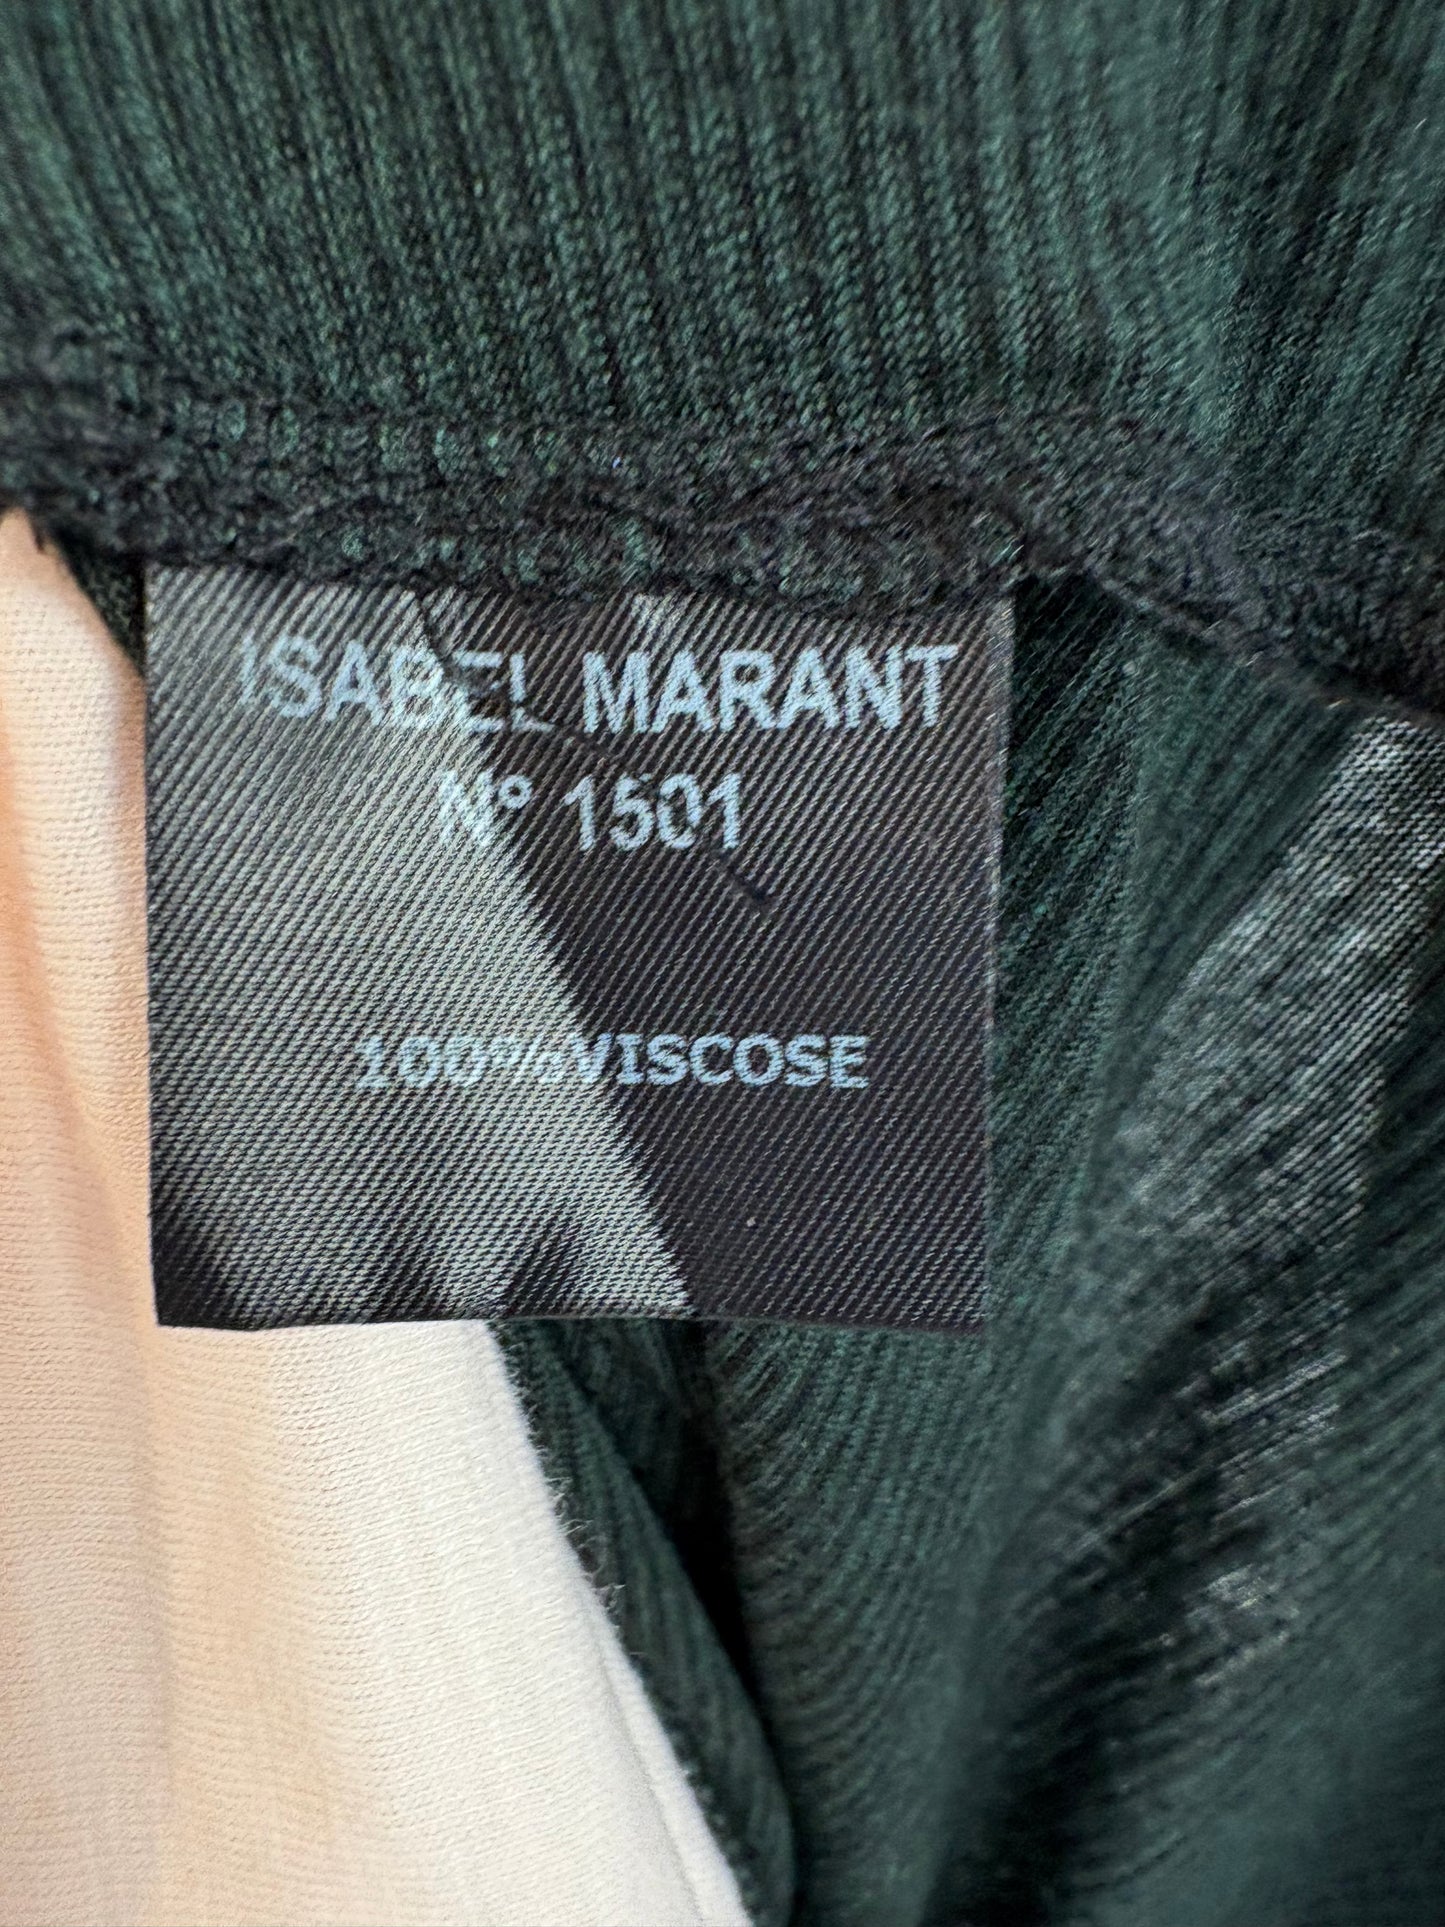 ISABEL MARANT
N° 1501
100%VISCOSE